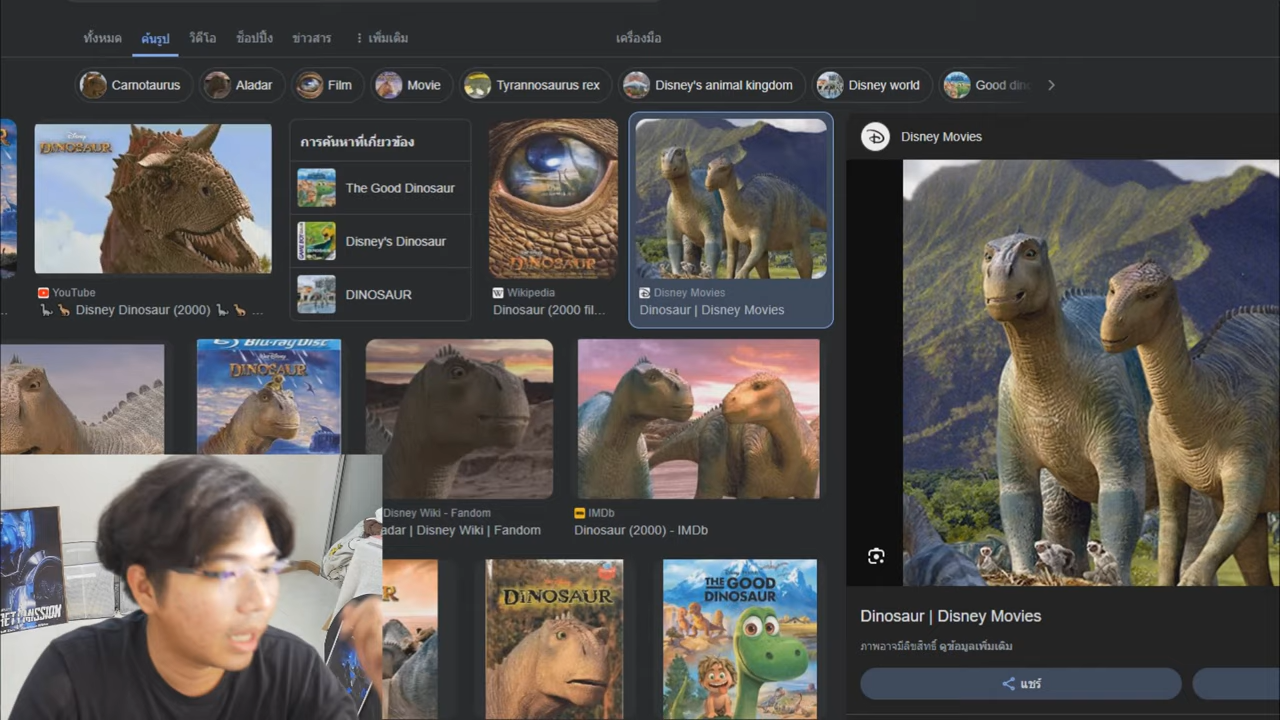 ทั้งหมด
ค้นรูป
วิดีโอ
ช็อปปิ้ง
ข่าวสาร
เพิ่มเติม
เครื่องมือ
Carnotaurus
Aladar
Film
Movie
Tyrannosaurus rex
Disney's animal kingdom
Disney world
Good
Disney
DINOSAUR
YouTube
Disney Dinosaur (2000) ...
การค้นหาที่เกี่ยวข้อง
The Good Dinosaur
Disney's Dinosaur
DINOSAUR
DINOSAUR
Wikipedia
Dinosaur (2000 fil...
Disney Movies
Dinosaur | Disney Movies
Disney Movies
Blu-ray Disc
DINOSAUR
Disney Wiki - Fandom
adar | Disney Wiki | Fandom
IMDb
Dinosaur (2000) - IMDb
DINOSAUR
THE GOOD
DINOSAUR
Dinosaur | Disney Movies
ภาพอาจมีลิขสิทธิ์ ดูข้อมูลเพิ่มเติม
แชร์